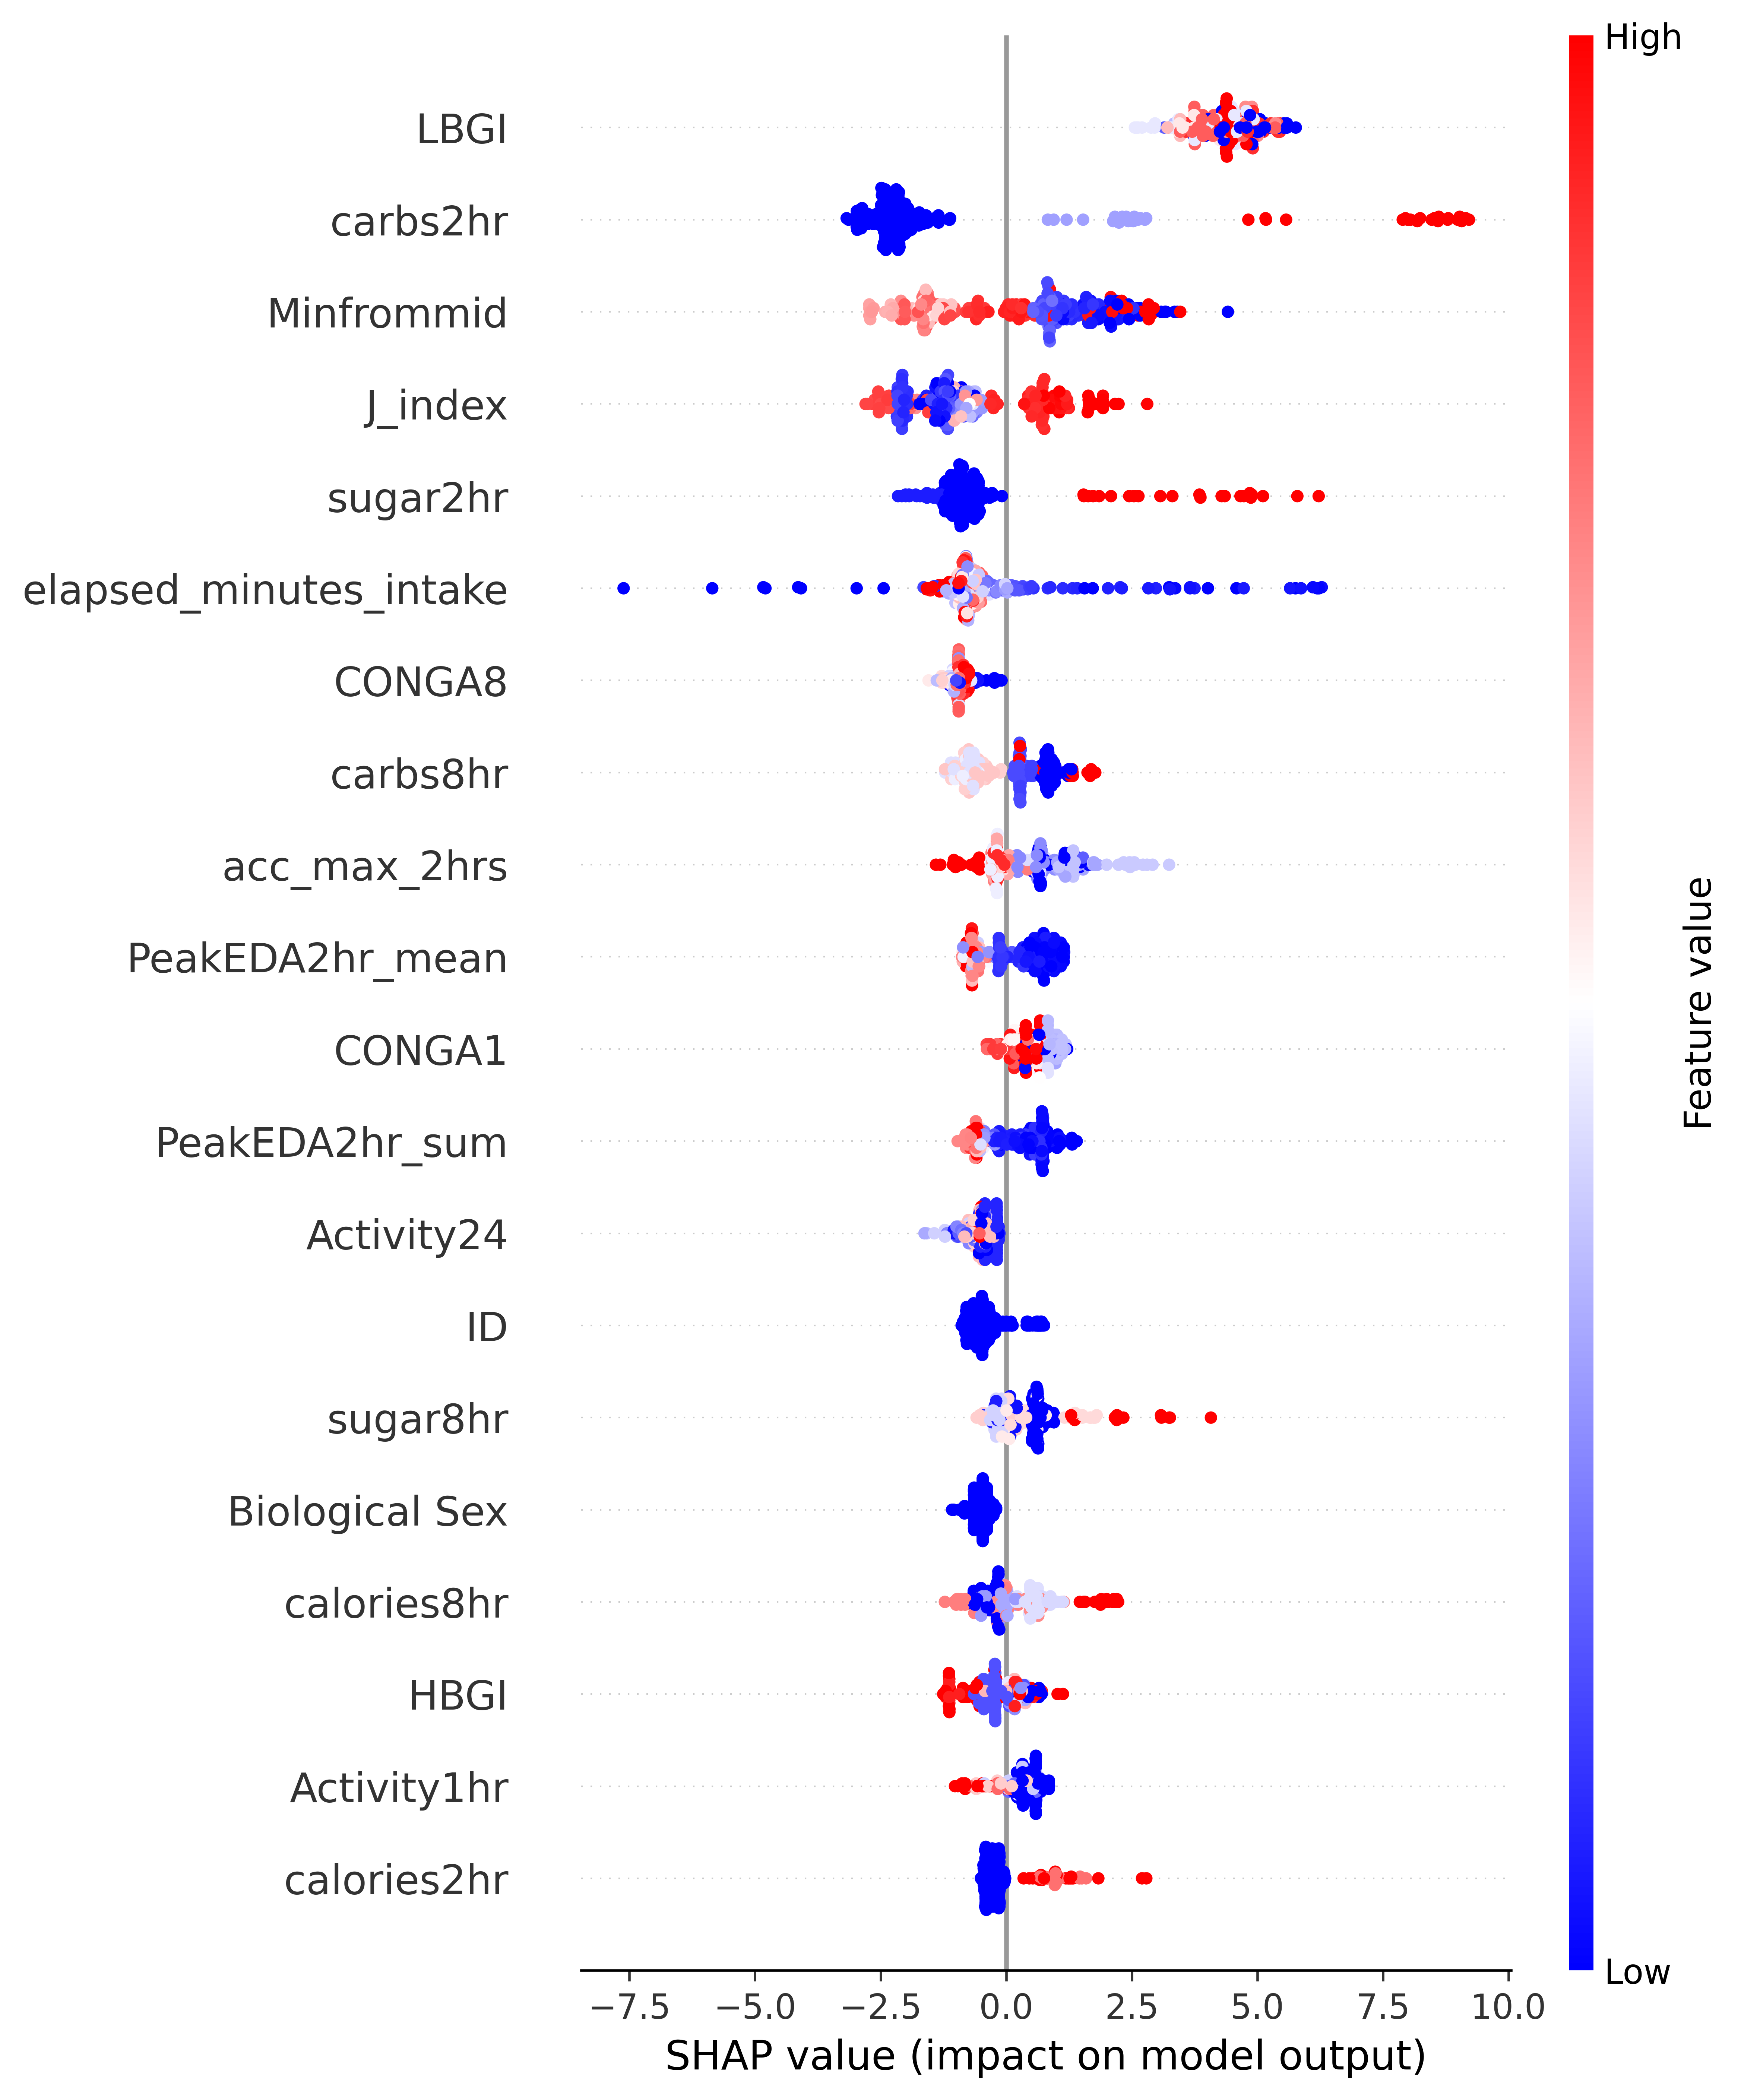 High
LBGI
carbs2hr
Minfrommid
J_index
sugar2hr
elapsed_minutes_intake
CONGA8
carbs8hr
acc_max_2hrs
PeakEDA2hr_mean
CONGA1
PeakEDA2hr_sum
Activity24
ID
sugar8hr
Biological Sex
calories8hr
HBGI
Activity1hr
calories2hr
Feature value
Low
−7.5 −5.0 −2.5 0.0 2.5 5.0 7.5 10.0
SHAP value (impact on model output)